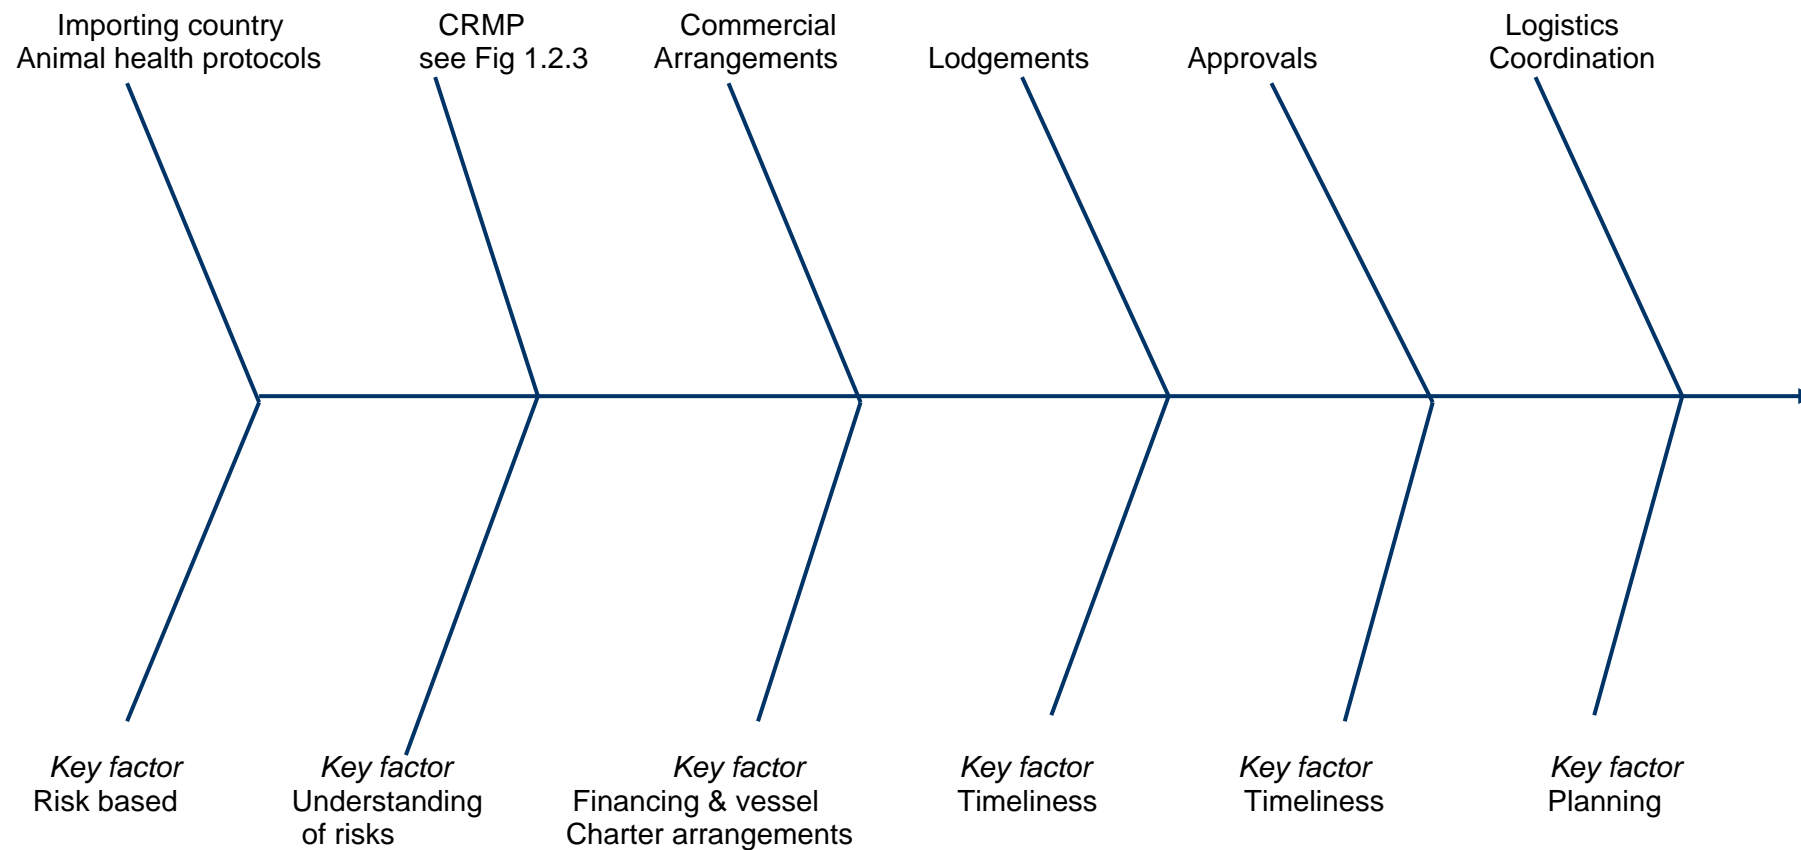 Importing country
Animal health protocols
CRMP
see Fig 1.2.3
Commercial
Arrangements
Lodgements
Approvals
Logistics
Coordination
Key factor
Risk based
Key factor
Understanding
of risks
Key factor
Financing & vessel
Charter arrangements
Key factor
Timeliness
Key factor
Timeliness
Key factor
Planning